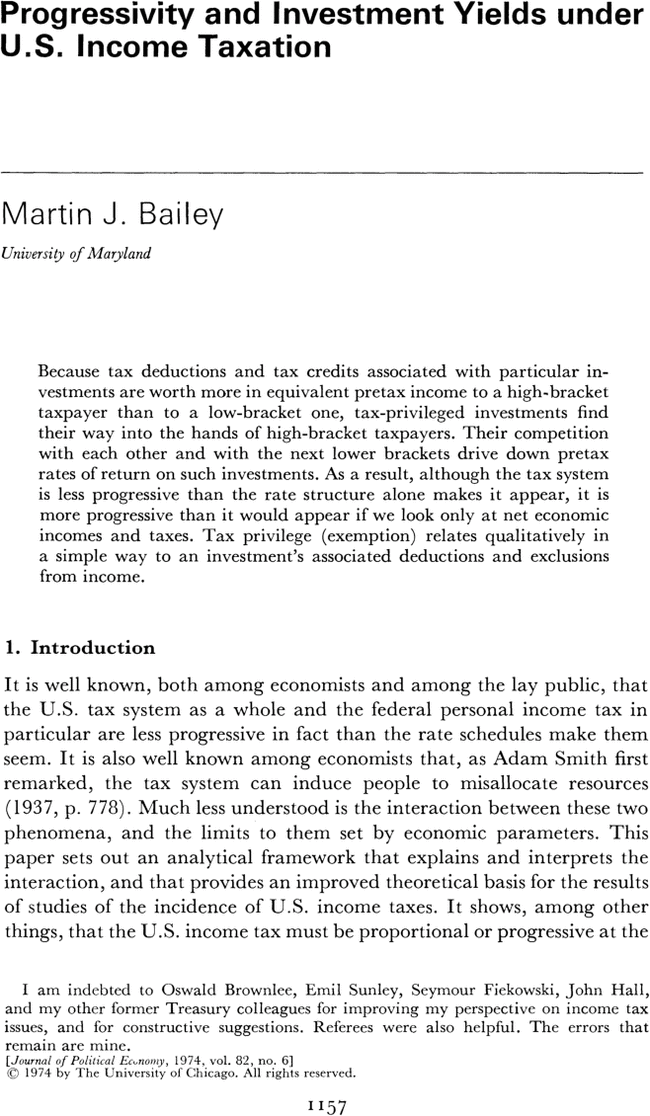 Progressivity and Investment Yields under
U.S. Income Taxation
Martin J. Bailey
University of Maryland
Because tax deductions and tax credits associated with particular in-
vestments are worth more in equivalent pretax income to a high-bracket
taxpayer than to a low-bracket one, tax-privileged investments find
their way into the hands of high-bracket taxpayers. Their competition
with each other and with the next lower brackets drive down pretax
rates of return on such investments. As a result, although the tax system
is less progressive than the rate structure alone makes it appear, it is
more progressive than it would appear if we look only at net economic
incomes and taxes. Tax privilege (exemption) relates qualitatively in
a simple way to an investment's associated deductions and exclusions
from income.
1. Introduction
It is well known, both among economists and among the lay public, that
the U.S. tax system as a whole and the federal personal income tax in
particular are less progressive in fact than the rate schedules make them
seem. It is also well known among economists that, as Adam Smith first
remarked, the tax system can induce people to misallocate resources
(1937, p. 778). Much less understood is the interaction between these two
phenomena, and the limits to them set by economic parameters. This
paper sets out an analytical framework that explains and interprets the
interaction, and that provides an improved theoretical basis for the results
of studies of the incidence of U.S. income taxes. It shows, among other
things, that the U.S. income tax must be proportional or progressive at the
I am indebted to Oswald Brownlee, Emil Sunley, Seymour Fiekowski, John Hall,
and my other former Treasury colleagues for improving my perspective on income tax
issues, and for constructive suggestions. Referees were also helpful. The errors that
remain are mine.
[Journal of Political Economy, 1974, vol. 82, no. 6]
© 1974 by The University of Chicago. All rights reserved.
1157